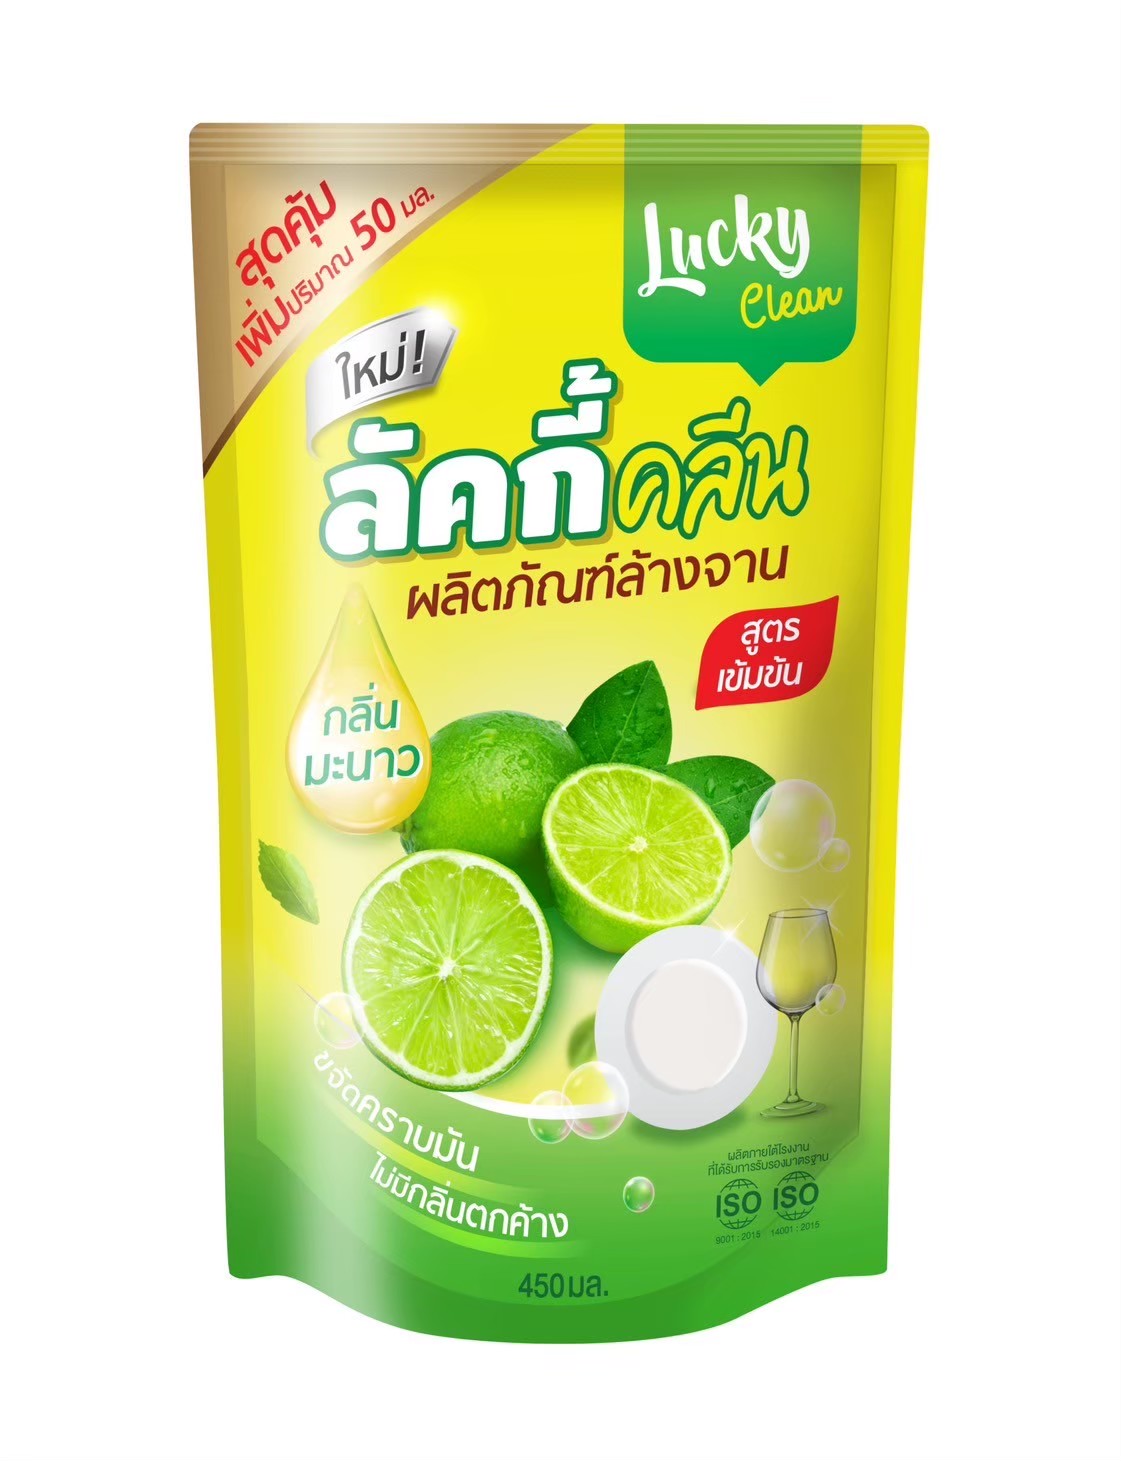 สุดคุ้ม
เพิ่มปริมาณ 50 มล.
Lucky
Clean
ใหม่!
ลัคกี้คลีน
ผลิตภัณฑ์ล้างจาน
สูตร
เข้มข้น
กลิ่น
มะนาว
ขจัดคราบมัน
ไม่มีกลิ่นตกค้าง
ผลิตภายใต้โรงงาน
ที่ได้รับการรับรองมาตรฐาน
ISO ISO
9001 : 2015 14001 : 2015
450 มล.